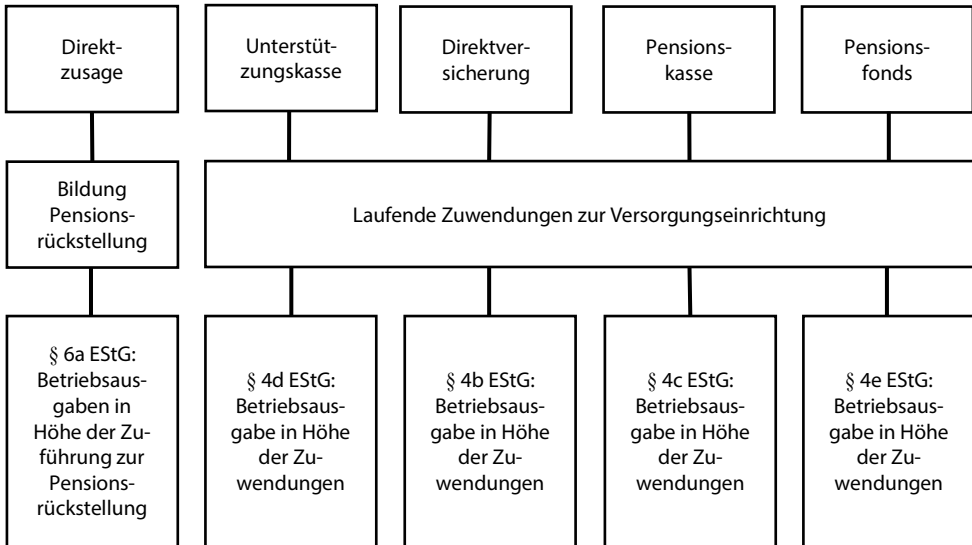 Direkt-
zusage
Unterstüt-
zungskasse
Direktver-
sicherung
Pensions-
kasse
Pensions-
fonds
Bildung
Pensions-
rückstellung
Laufende Zuwendungen zur Versorgungseinrichtung
§ 6a EStG:
Betriebsaus-
gaben in
Höhe der Zu-
führung zur
Pensions-
rückstellung
§ 4d EStG:
Betriebsaus-
gabe in Höhe
der Zu-
wendungen
§ 4b EStG:
Betriebsaus-
gabe in Höhe
der Zu-
wendungen
§ 4c EStG:
Betriebsaus-
gabe in Höhe
der Zu-
wendungen
§ 4e EStG:
Betriebsaus-
gabe in Höhe
der Zu-
wendungen